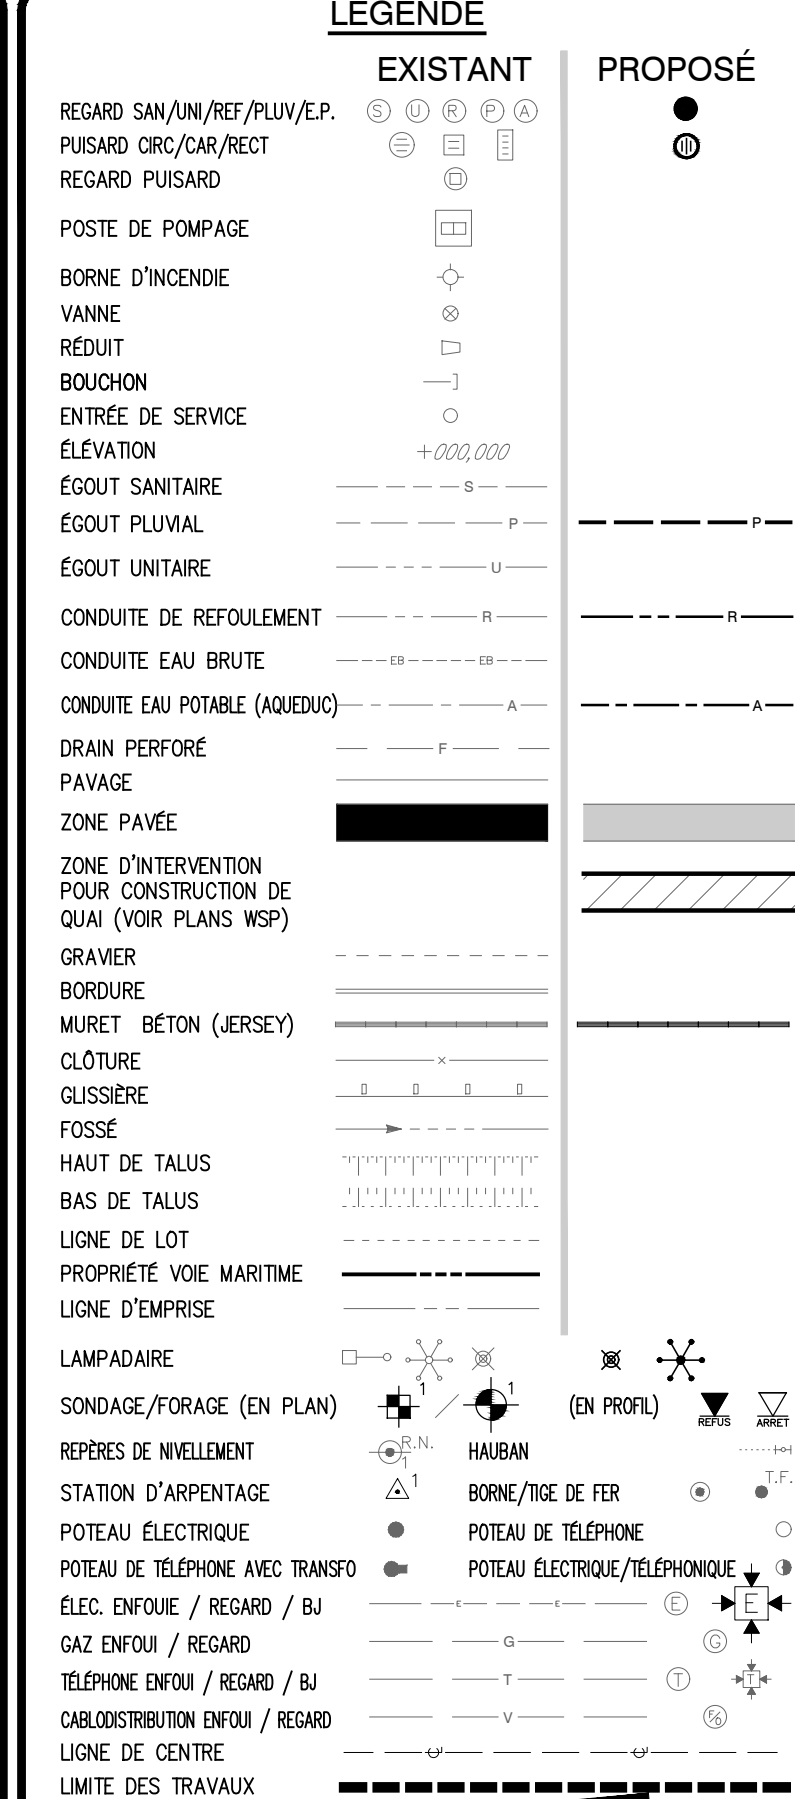 LÉGENDE
EXISTANT PROPOSÉ
REGARD SAN/UNI/REF/PLUV/E.P. S U R P A
PUISARD CIRC/CAR/RECT
REGARD PUISARD
POSTE DE POMPAGE
BORNE D'INCENDIE
VANNE
RÉDUIT
BOUCHON
ENTRÉE DE SERVICE
ÉLÉVATION +000,000
ÉGOUT SANITAIRE S
ÉGOUT PLUVIAL P P
ÉGOUT UNITAIRE U
CONDUITE DE REFOULEMENT R R
CONDUITE EAU BRUTE EB EB
CONDUITE EAU POTABLE (AQUEDUC) A A
DRAIN PERFORÉ F
PAVAGE
ZONE PAVÉE
ZONE D'INTERVENTION
POUR CONSTRUCTION DE
QUAI (VOIR PLANS WSP)
GRAVIER
BORDURE
MURET BÉTON (JERSEY)
CLÔTURE x
GLISSIÈRE
FOSSÉ
HAUT DE TALUS
BAS DE TALUS
LIGNE DE LOT
PROPRIÉTÉ VOIE MARITIME
LIGNE D'EMPRISE
LAMPADAIRE
SONDAGE/FORAGE (EN PLAN) 1 / 1 (EN PROFIL) REFUS ARRET
REPÈRES DE NIVELLEMENT R.N. 1 HAUBAN
STATION D'ARPENTAGE 1 BORNE/TIGE DE FER T.F.
POTEAU ÉLECTRIQUE POTEAU DE TÉLÉPHONE
POTEAU DE TÉLÉPHONE AVEC TRANSFO POTEAU ÉLECTRIQUE/TÉLÉPHONIQUE
ÉLEC. ENFOUIE / REGARD / BJ E E E E
GAZ ENFOUI / REGARD G G
TÉLÉPHONE ENFOUI / REGARD / BJ T T T
CABLODISTRIBUTION ENFOUI / REGARD V F/O
LIGNE DE CENTRE
LIMITE DES TRAVAUX